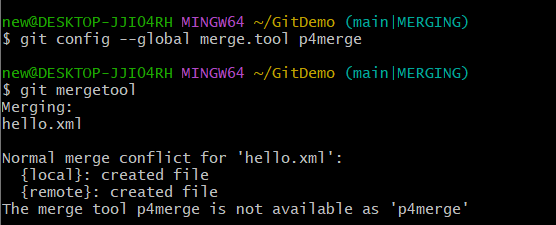 new@DESKTOP-JJIO4RH MINGW64 ~/GitDemo (main|MERGING)
$ git config --global merge.tool p4merge
new@DESKTOP-JJIO4RH MINGW64 ~/GitDemo (main|MERGING)
$ git mergetool
Merging:
hello.xml
Normal merge conflict for 'hello.xml':
  {local}: created file
  {remote}: created file
The merge tool p4merge is not available as 'p4merge'